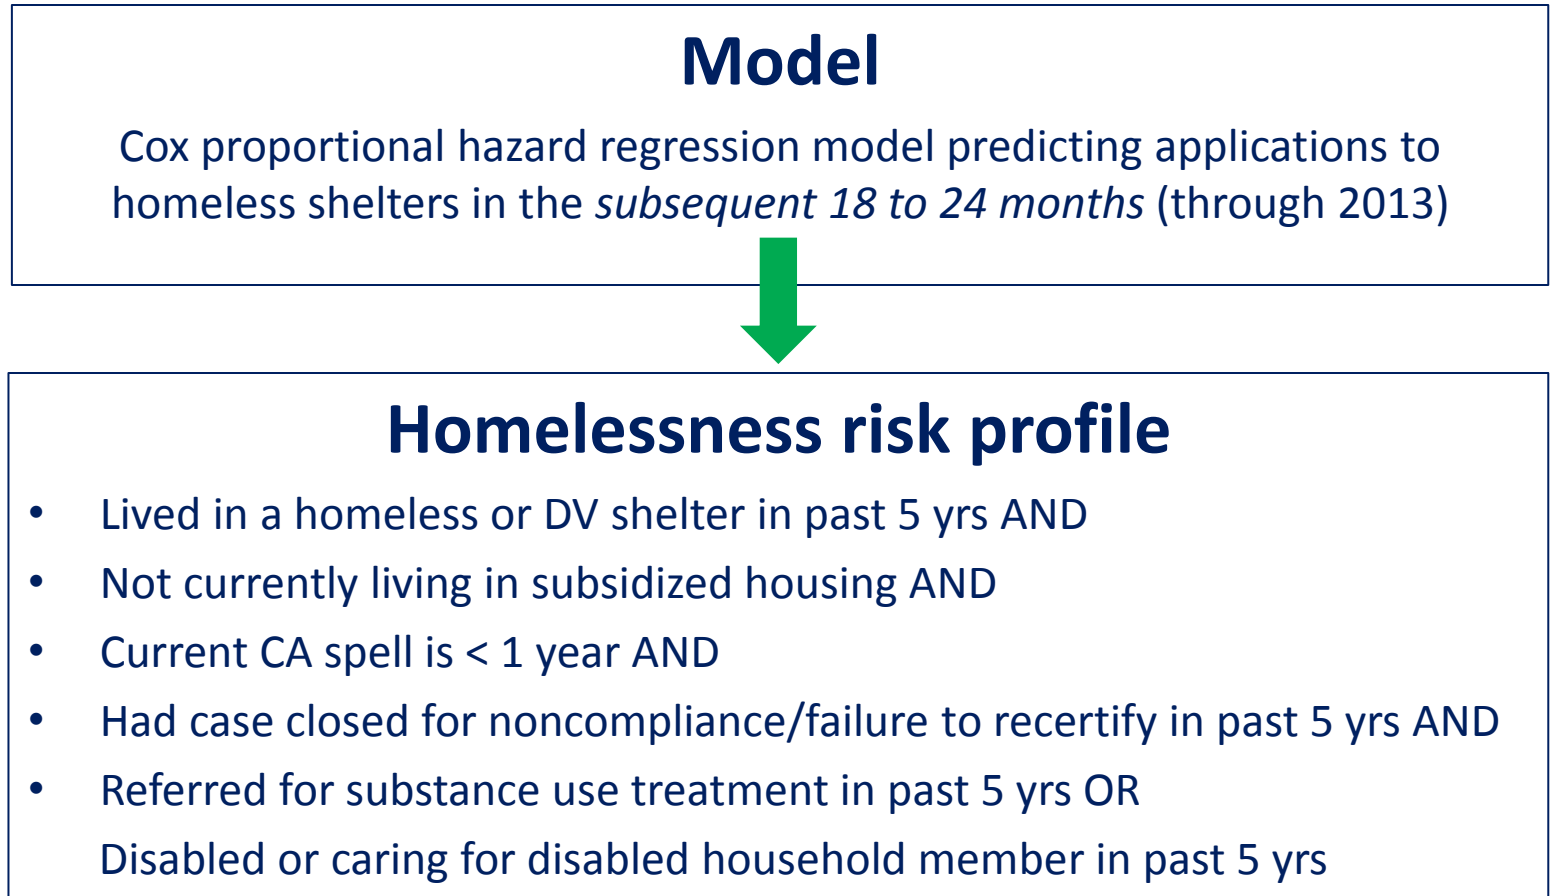 Model
Cox proportional hazard regression model predicting applications to
homeless shelters in the subsequent 18 to 24 months (through 2013)
Homelessness risk profile
• Lived in a homeless or DV shelter in past 5 yrs AND
• Not currently living in subsidized housing AND
• Current CA spell is < 1 year AND
• Had case closed for noncompliance/failure to recertify in past 5 yrs AND
• Referred for substance use treatment in past 5 yrs OR
Disabled or caring for disabled household member in past 5 yrs